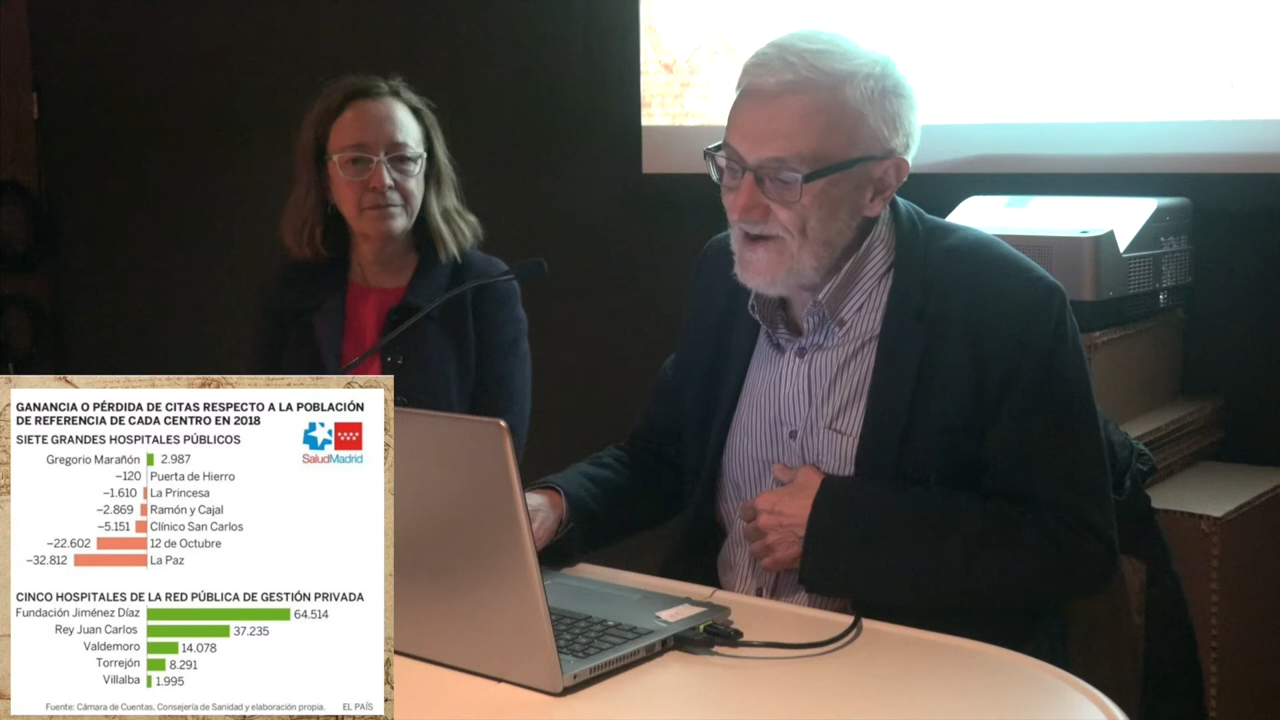 GANANCIA O PÉRDIDA DE CITAS RESPECTO A LA POBLACIÓN
DE REFERENCIA DE CADA CENTRO EN 2018
SIETE GRANDES HOSPITALES PÚBLICOS
SaludMadrid
Gregorio Marañón 2.987
–120 Puerta de Hierro
–1.610 La Princesa
–2.869 Ramón y Cajal
–5.151 Clínico San Carlos
–22.602 12 de Octubre
–32.812 La Paz
CINCO HOSPITALES DE LA RED PÚBLICA DE GESTIÓN PRIVADA
Fundación Jiménez Díaz 64.514
Rey Juan Carlos 37.235
Valdemoro 14.078
Torrejón 8.291
Villalba 1.995
Fuente: Cámara de Cuentas, Consejería de Sanidad y elaboración propia. EL PAÍS